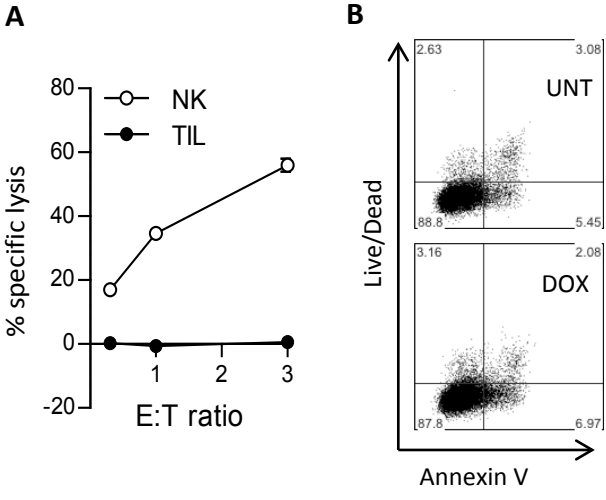 A
80
60
40
20
0
-20
% specific lysis
NK
TIL
1
2
3
E:T ratio
B
2.63
3.08
UNT
88.8
5.45
3.16
2.08
DOX
87.8
6.97
Live/Dead
Annexin V